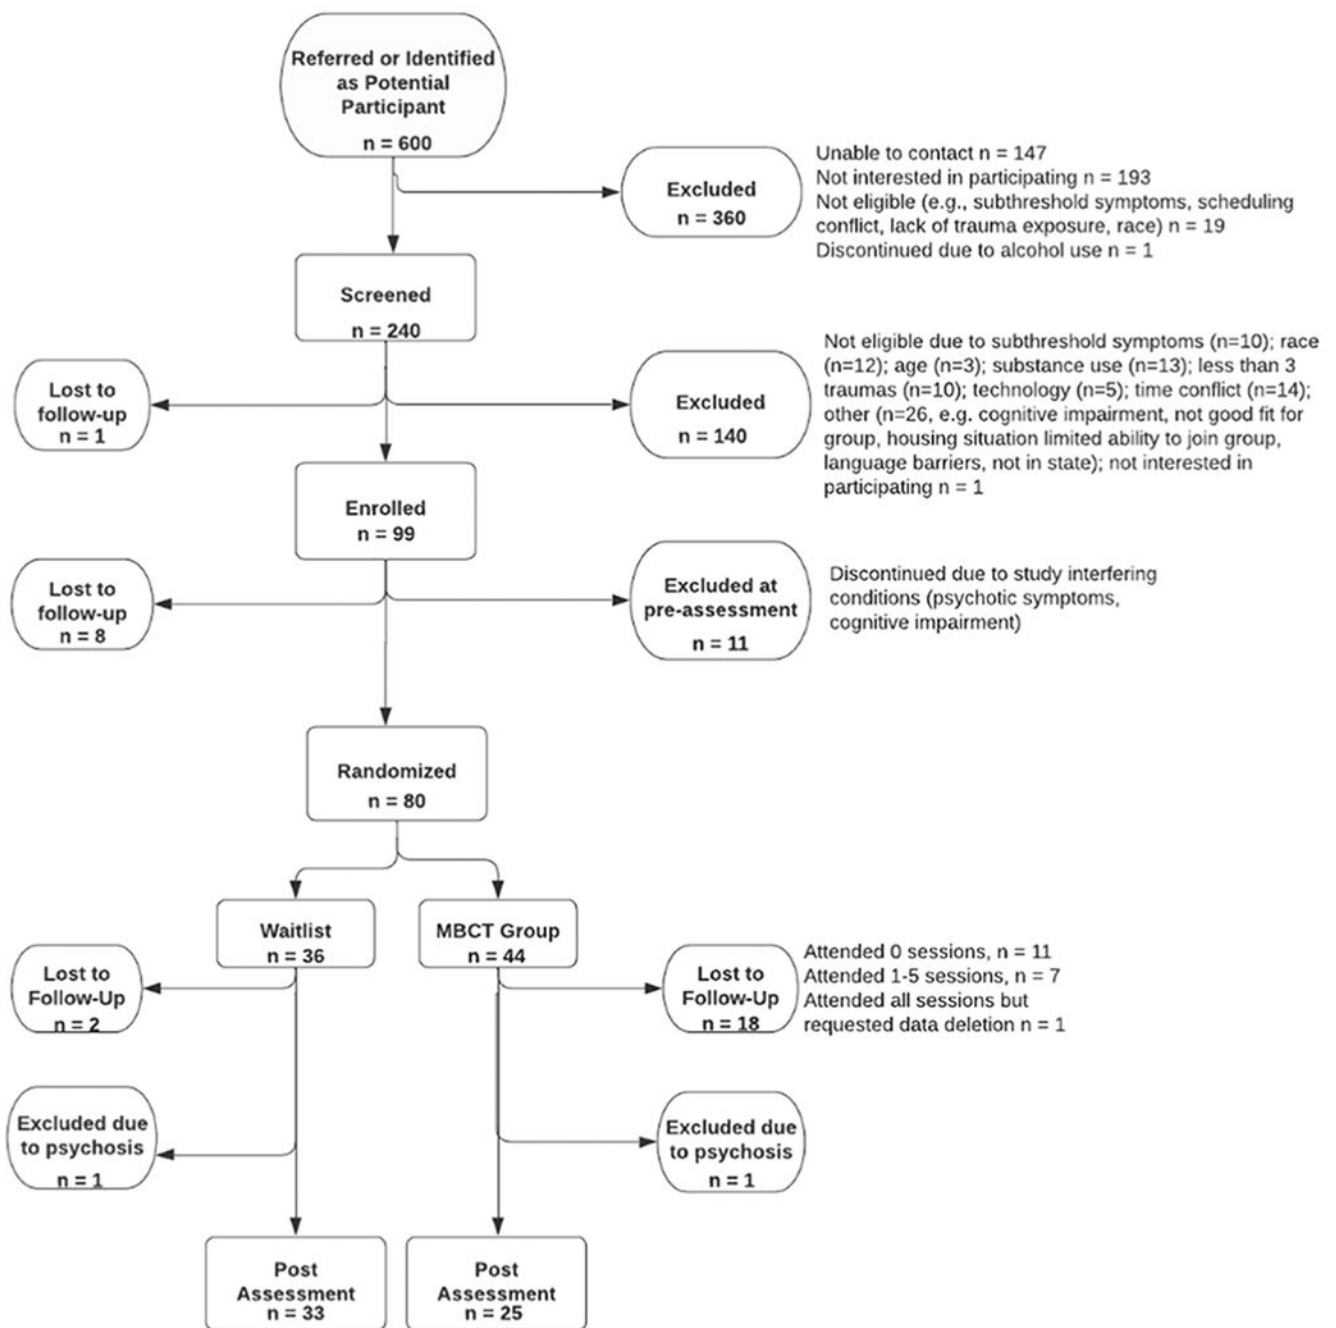 Referred or Identified
as Potential
Participant
n = 600
Excluded
n = 360
Unable to contact n = 147
Not interested in participating n = 193
Not eligible (e.g., subthreshold symptoms, scheduling
conflict, lack of trauma exposure, race) n = 19
Discontinued due to alcohol use n = 1
Screened
n = 240
Lost to
follow-up
n = 1
Excluded
n = 140
Not eligible due to subthreshold symptoms (n=10); race
(n=12); age (n=3); substance use (n=13); less than 3
traumas (n=10); technology (n=5); time conflict (n=14);
other (n=26, e.g. cognitive impairment, not good fit for
group, housing situation limited ability to join group,
language barriers, not in state); not interested in
participating n = 1
Enrolled
n = 99
Lost to
follow-up
n = 8
Excluded at
pre-assessment
n = 11
Discontinued due to study interfering
conditions (psychotic symptoms,
cognitive impairment)
Randomized
n = 80
Waitlist
n = 36
MBCT Group
n = 44
Lost to
Follow-Up
n = 2
Lost to
Follow-Up
n = 18
Attended 0 sessions, n = 11
Attended 1-5 sessions, n = 7
Attended all sessions but
requested data deletion n = 1
Excluded due
to psychosis
n = 1
Excluded due
to psychosis
n = 1
Post
Assessment
n = 33
Post
Assessment
n = 25